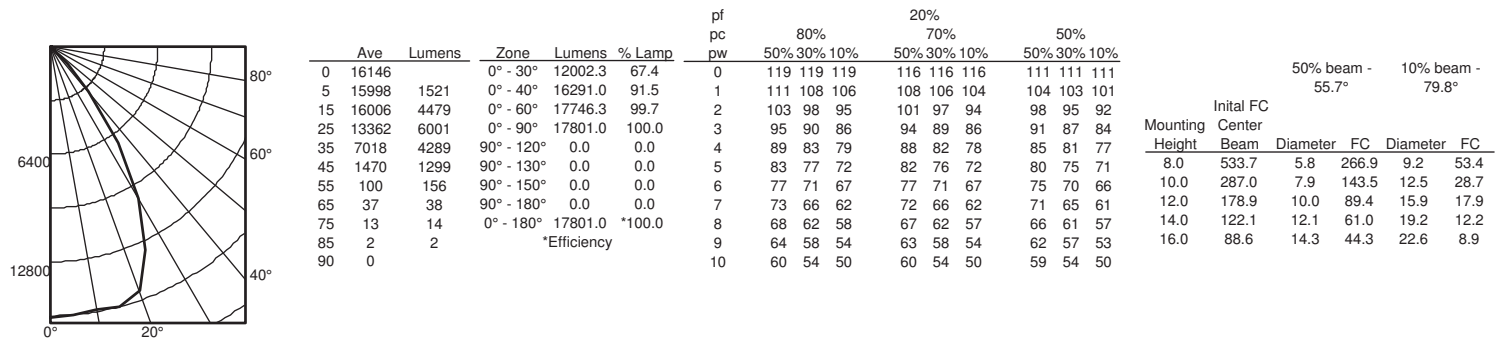 6400
12800
0°
20°
40°
60°
80°
Ave Lumens
0 16146
5 15998 1521
15 16006 4479
25 13362 6001
35 7018 4289
45 1470 1299
55 100 156
65 37 38
75 13 14
85 2 2
90 0
Zone Lumens % Lamp
0° - 30° 12002.3 67.4
0° - 40° 16291.0 91.5
0° - 60° 17746.3 99.7
0° - 90° 17801.0 100.0
90° - 120° 0.0 0.0
90° - 130° 0.0 0.0
90° - 150° 0.0 0.0
90° - 180° 0.0 0.0
0° - 180° 17801.0 *100.0
*Efficiency
pf 20%
pc 80% 70% 50%
pw 50% 30% 10% 50% 30% 10% 50% 30% 10%
0 119 119 119 116 116 116 111 111 111
1 111 108 106 108 106 104 104 103 101
2 103 98 95 101 97 94 98 95 92
3 95 90 86 94 89 86 91 87 84
4 89 83 79 88 82 78 85 81 77
5 83 77 72 82 76 72 80 75 71
6 77 71 67 77 71 67 75 70 66
7 73 66 62 72 66 62 71 65 61
8 68 62 58 67 62 57 66 61 57
9 64 58 54 63 58 54 62 57 53
10 60 54 50 60 54 50 59 54 50
50% beam - 10% beam -
55.7° 79.8°
Inital FC
Mounting Center
Height Beam Diameter FC Diameter FC
8.0 533.7 5.8 266.9 9.2 53.4
10.0 287.0 7.9 143.5 12.5 28.7
12.0 178.9 10.0 89.4 15.9 17.9
14.0 122.1 12.1 61.0 19.2 12.2
16.0 88.6 14.3 44.3 22.6 8.9